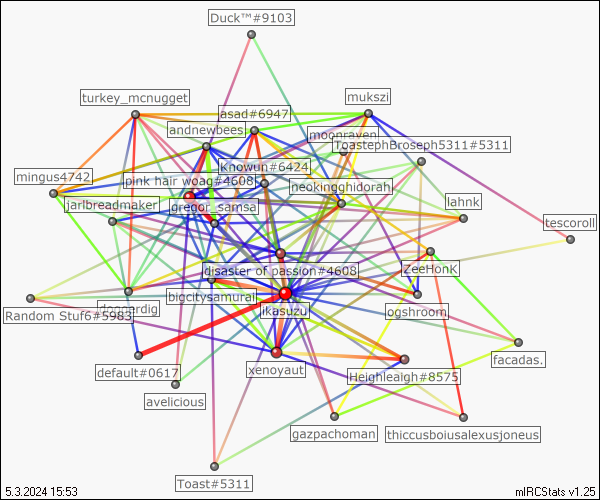 Duck™#9103
turkey_mcnugget
mukszi
asad#6947
andnewbees
moonraven
ToastephBroseph5311#5311
Knowun#6424
mingus4742
pink hair woag#4608
neokingghidorah
jarlbreadmaker
gregor_samsa
lahnk
tescoroll
disaster of passion#4608
ZeeHonK
bigcitysamurai
ikasuzu
ogshroom
Random Stuf6#5983
default#0617
xenoyaut
Heighleaigh#8575
facadas.
avelicious
gazpachoman
thiccusboiusalexusjoneus
Toast#5311
5.3.2024 15:53
mIRCStats v1.25